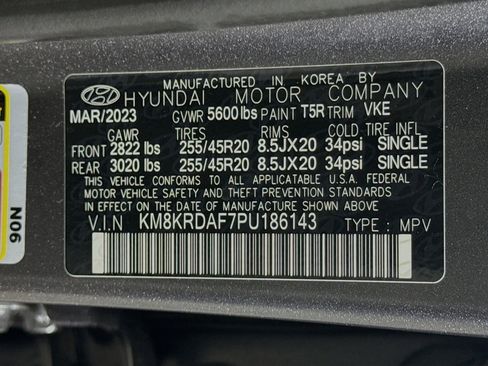 MANUFACTURED IN KOREA BY
HYUNDAI MOTOR COMPANY
MAR/2023 GVWR 5600lbs PAINT T5R TRIM VKE
GAWR TIRES RIMS COLD TIRE INFL
FRONT 2822 lbs 255/45R20 8.5JX20 34psi SINGLE
REAR 3020 lbs 255/45R20 8.5JX20 34psi SINGLE
THIS VEHICLE CONFORMS TO ALL APPLICABLE U.S.A. FEDERAL
MOTOR VEHICLE SAFETY AND THEFT PREVENTION STANDARDS
IN EFFECT ON THE DATE OF MANUFACTURE SHOWN ABOVE
V.I.N KM8KRDAF7PU186143 TYPE : MPV
90N